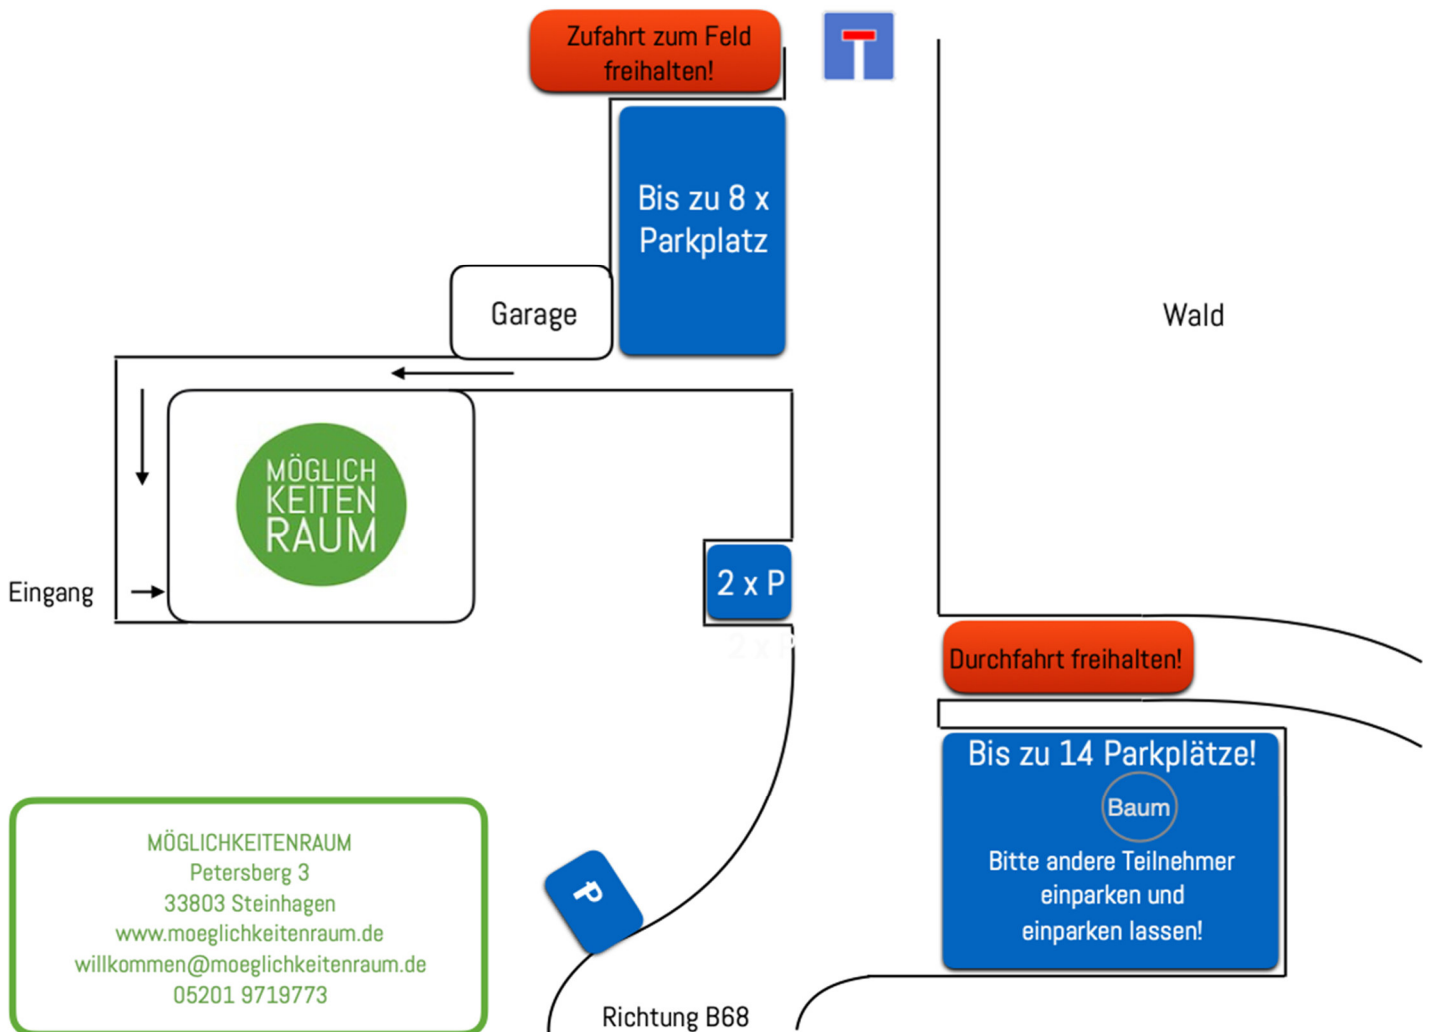 Zufahrt zum Feld
freihalten!
Bis zu 8 x
Parkplatz
Garage
Wald
MÖGLICH
KEITEN
RAUM
Eingang
2 x P
2 x P
Durchfahrt freihalten!
Bis zu 14 Parkplätze!
Baum
Bitte andere Teilnehmer
einparken und
einparken lassen!
P
MÖGLICHKEITENRAUM
Petersberg 3
33803 Steinhagen
www.moeglichkeitenraum.de
willkommen@moeglichkeitenraum.de
05201 9719773
Richtung B68